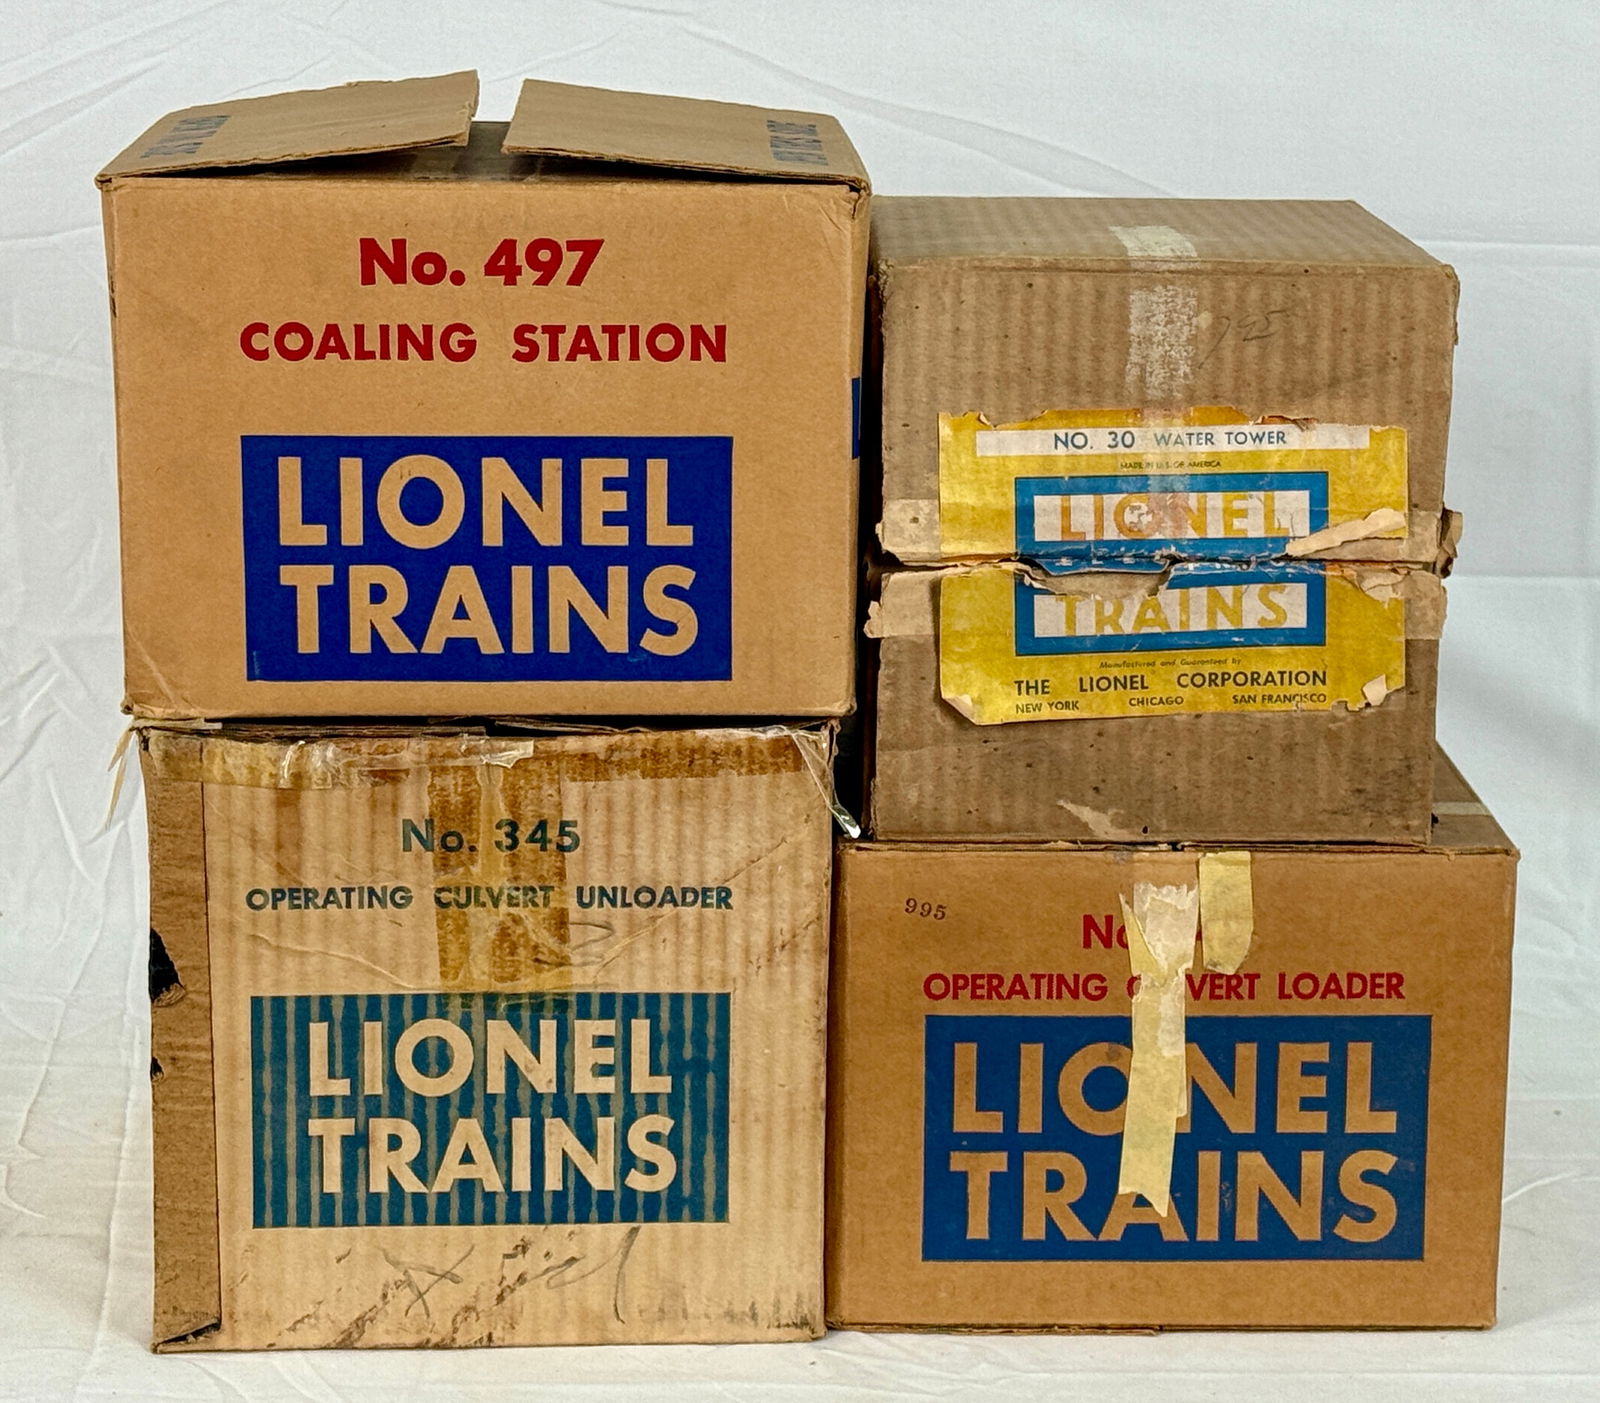 No. 497
COALING STATION
LIONEL
TRAINS
795
NO. 30 WATER TOWER
MADE IN U.S. OF AMERICA
LIONEL
TRAINS
Manufactured and Guaranteed by
THE LIONEL CORPORATION
NEW YORK CHICAGO SAN FRANCISCO
No. 345
OPERATING CULVERT UNLOADER
LIONEL
TRAINS
995
No
OPERATING C VERT LOADER
LIONEL
TRAINS